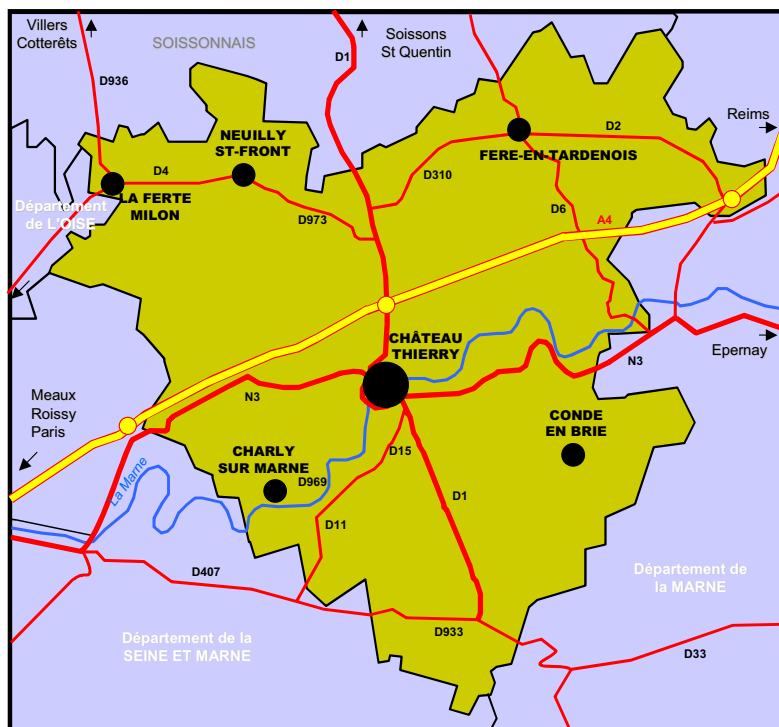 Villers
Cotterêts
SOISSONNAIS
D1
Soissons
St Quentin
D936
Reims
NEUILLY
ST-FRONT
D2
FERE-EN-TARDENOIS
D4
D310
LA FERTE
MILON
Département
de L'OISE
D973
D6
A4
CHÂTEAU
THIERRY
Epernay
N3
Meaux
Roissy
Paris
N3
CONDE
EN BRIE
CHARLY
SUR MARNE
D15
La Marne
D969
D1
D11
D407
Département de
la MARNE
Département de la
SEINE ET MARNE
D933
D33